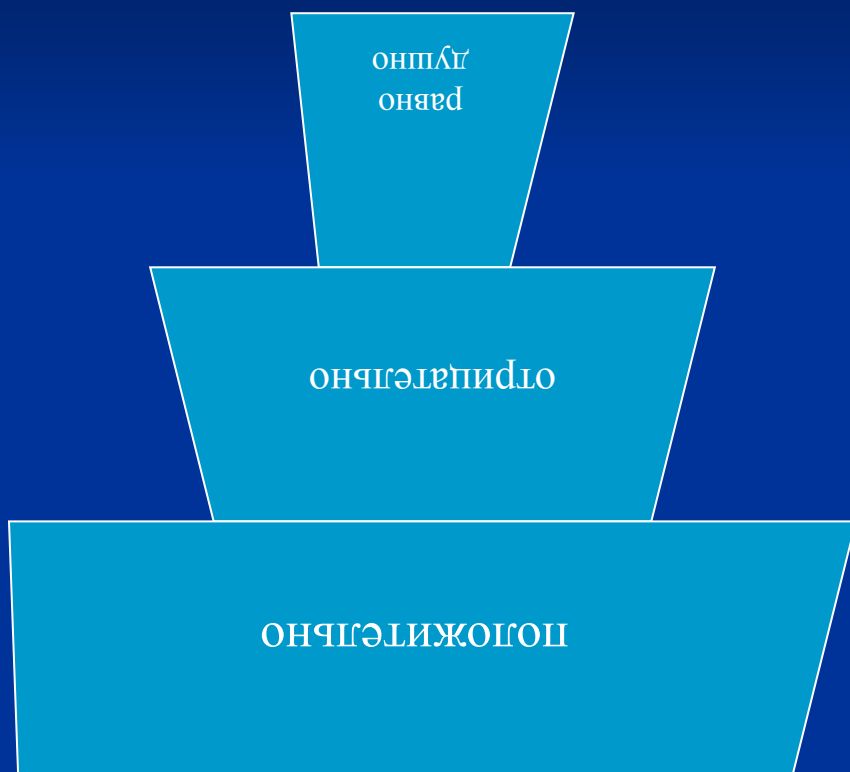 положительно
отрицательно
равно
душно